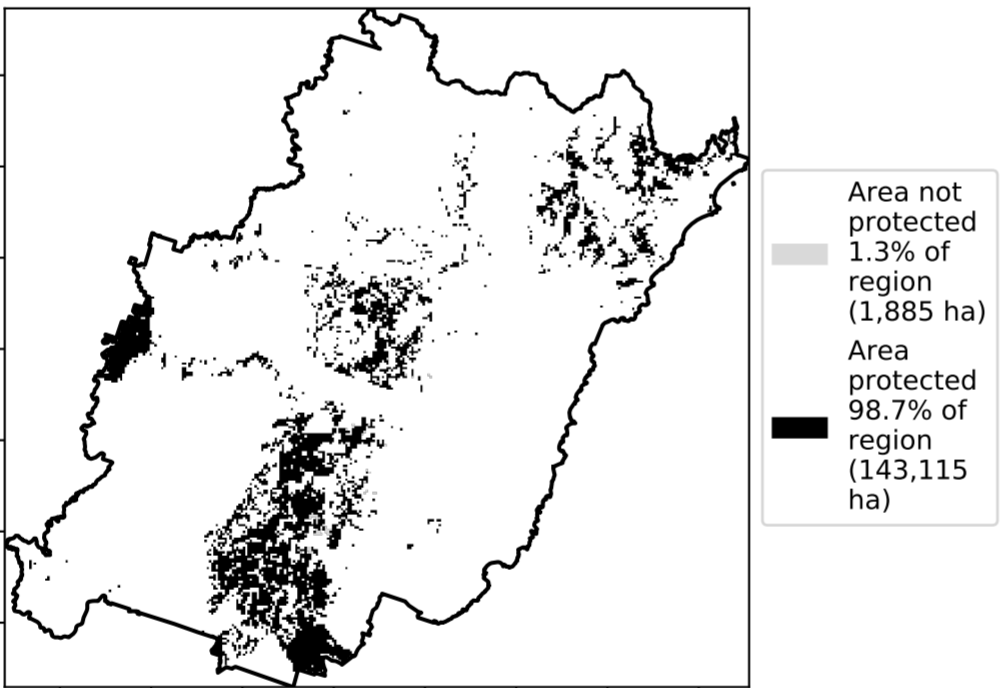 Area not
protected
1.3% of
region
(1,885 ha)
Area
protected
98.7% of
region
(143,115
ha)